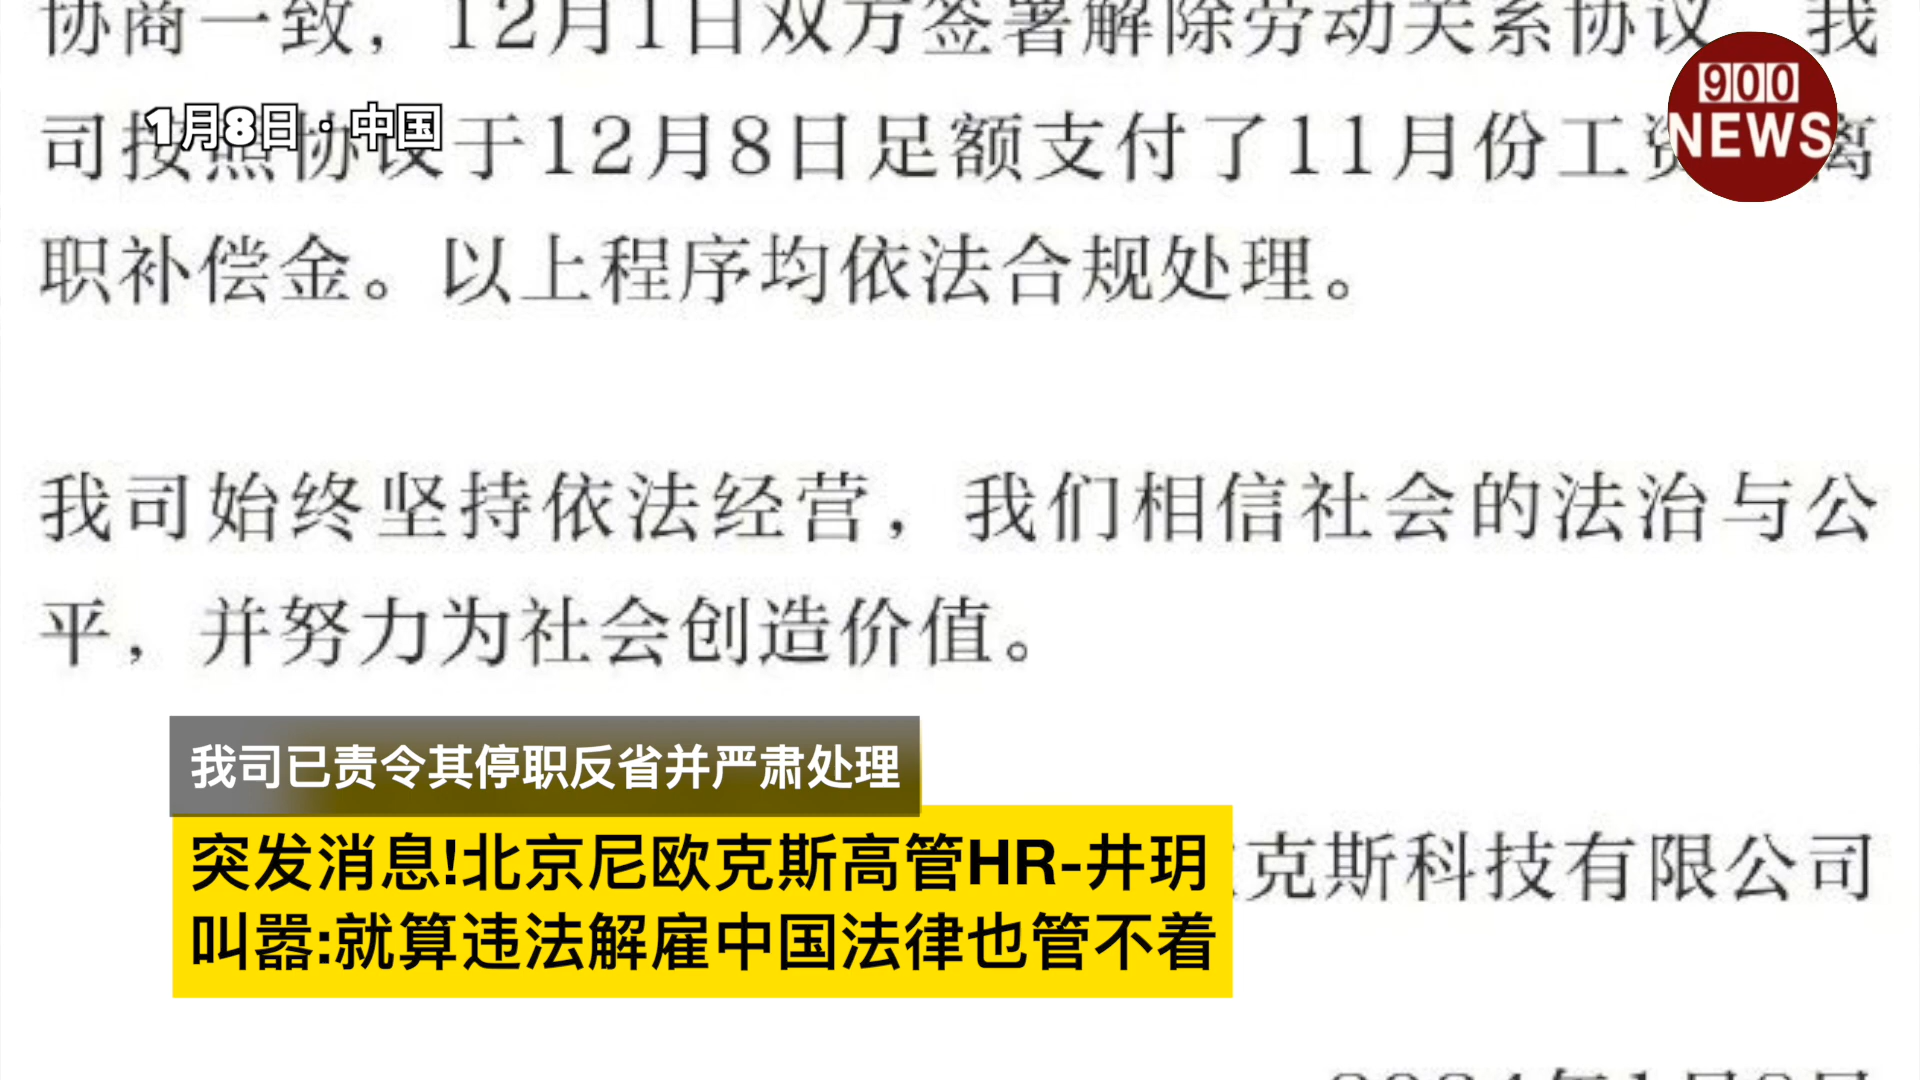 协商一致，12月1日双方签署解除劳动关系协议 我
900
NEWS
1月8日·中国
司按照协议于12月8日足额支付了11月份工资 离
职补偿金。以上程序均依法合规处理。
我司始终坚持依法经营，我们相信社会的法治与公
平，并努力为社会创造价值。
我司已责令其停职反省并严肃处理
突发消息!北京尼欧克斯高管HR-井玥
叫嚣:就算违法解雇中国法律也管不着
克斯科技有限公司